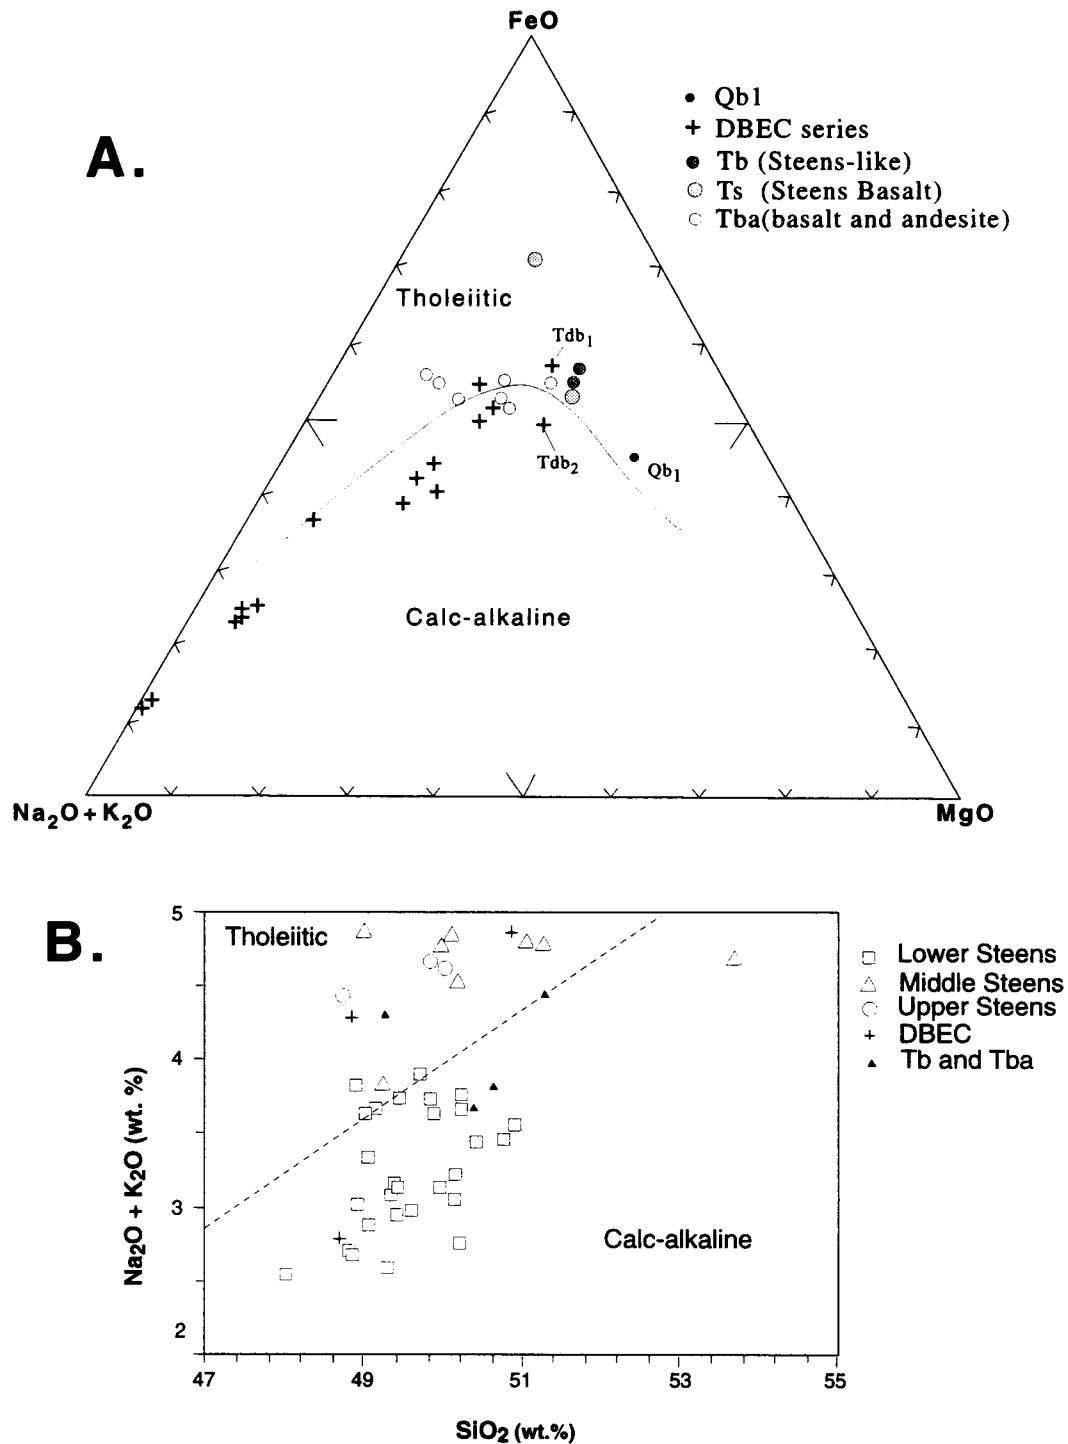 FeO
A.
Qb1
DBEC series
Tb (Steens-like)
Ts (Steens Basalt)
Tba(basalt and andesite)
Tholeiitic
Tdb1
Tdb2
Qb1
Calc-alkaline
Na2O + K2O
MgO
B.
5
Tholeiitic
Lower Steens
Middle Steens
Upper Steens
DBEC
Tb and Tba
4
Na2O + K2O (wt. %)
3
Calc-alkaline
2
47 49 51 53 55
SiO2 (wt.%)